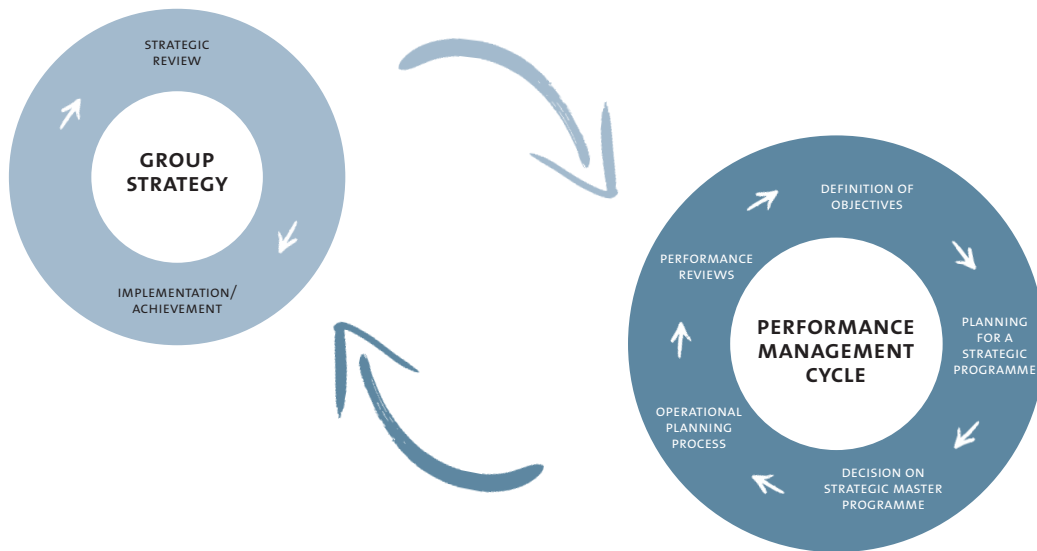 STRATEGIC
REVIEW
GROUP
STRATEGY
IMPLEMENTATION/
ACHIEVEMENT
DEFINITION OF
OBJECTIVES
PLANNING
FOR A
STRATEGIC
PROGRAMME
DECISION ON
STRATEGIC MASTER
PROGRAMME
OPERATIONAL
PLANNING
PROCESS
PERFORMANCE
REVIEWS
PERFORMANCE
MANAGEMENT
CYCLE